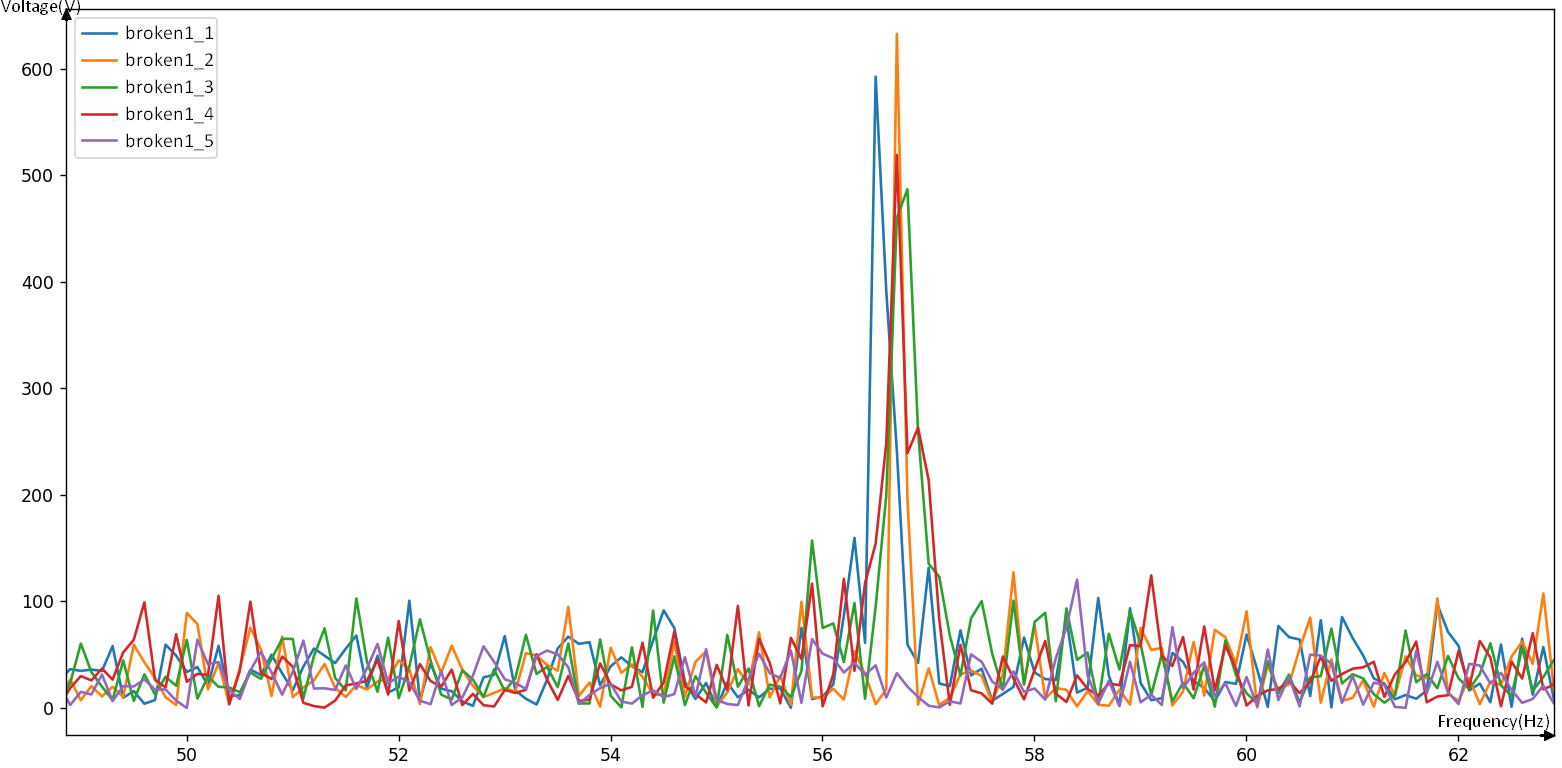 Voltage(V)
broken1_1
broken1_2
broken1_3
broken1_4
broken1_5
600
500
400
300
200
100
0
Frequency(Hz)
50 52 54 56 58 60 62